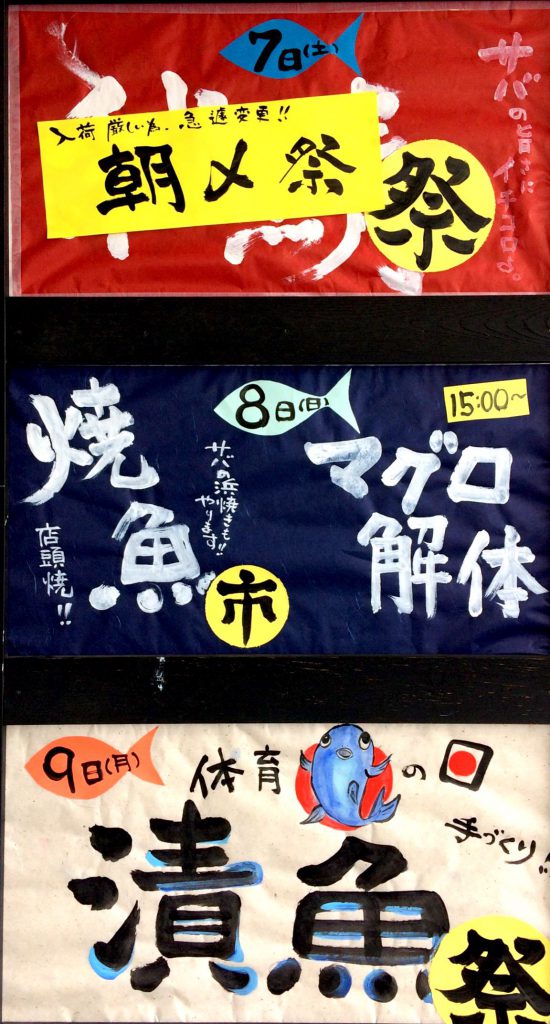 7日(土)
サバの旨さに
イチコロよ。
入荷厳しい為、急遽変更!!
朝〆祭
祭
8日(日)
15:00〜
焼魚
市
サバの浜焼きも
やります!!
店頭焼!!
マグロ
解体
9日(月)
体育の日
手づくり!
漬魚
祭